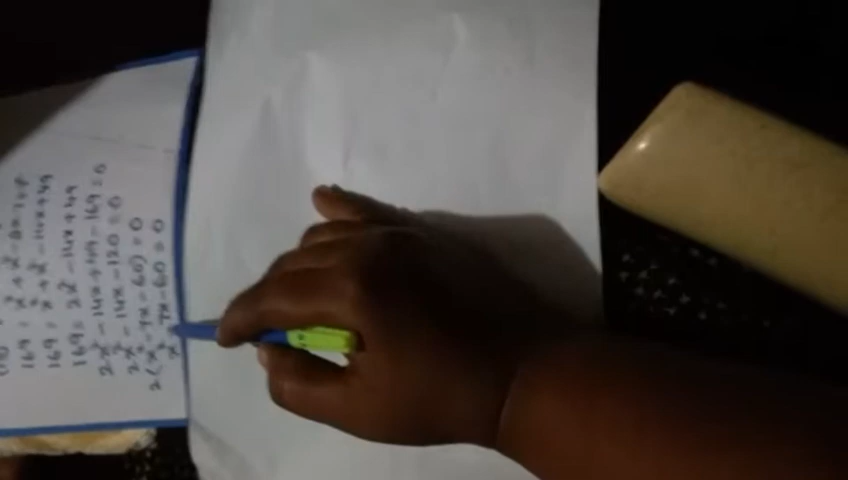 169 = x² + x² - 14x + 49
169 = 2x² - 14x + 49
2x² - 14x + 49 - 169 = 0
2x² - 14x - 120 = 0
2(x² - 7x - 60) = 0
x² - 7x - 60 = 0